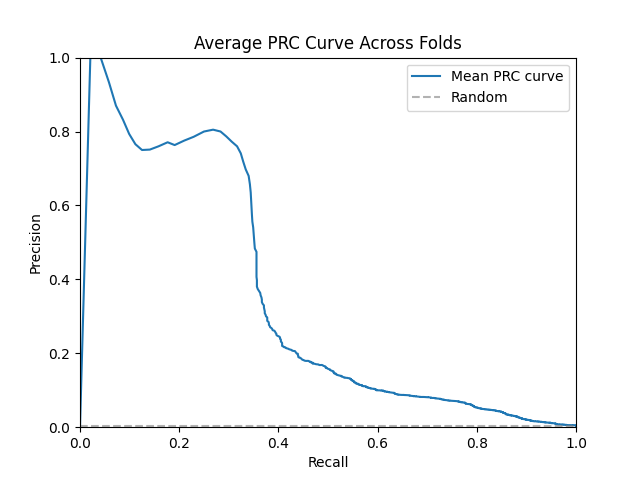 Average PRC Curve Across Folds
1.0
0.8
0.6
0.4
0.2
0.0
Precision
Mean PRC curve
Random
0.0 0.2 0.4 0.6 0.8 1.0
Recall